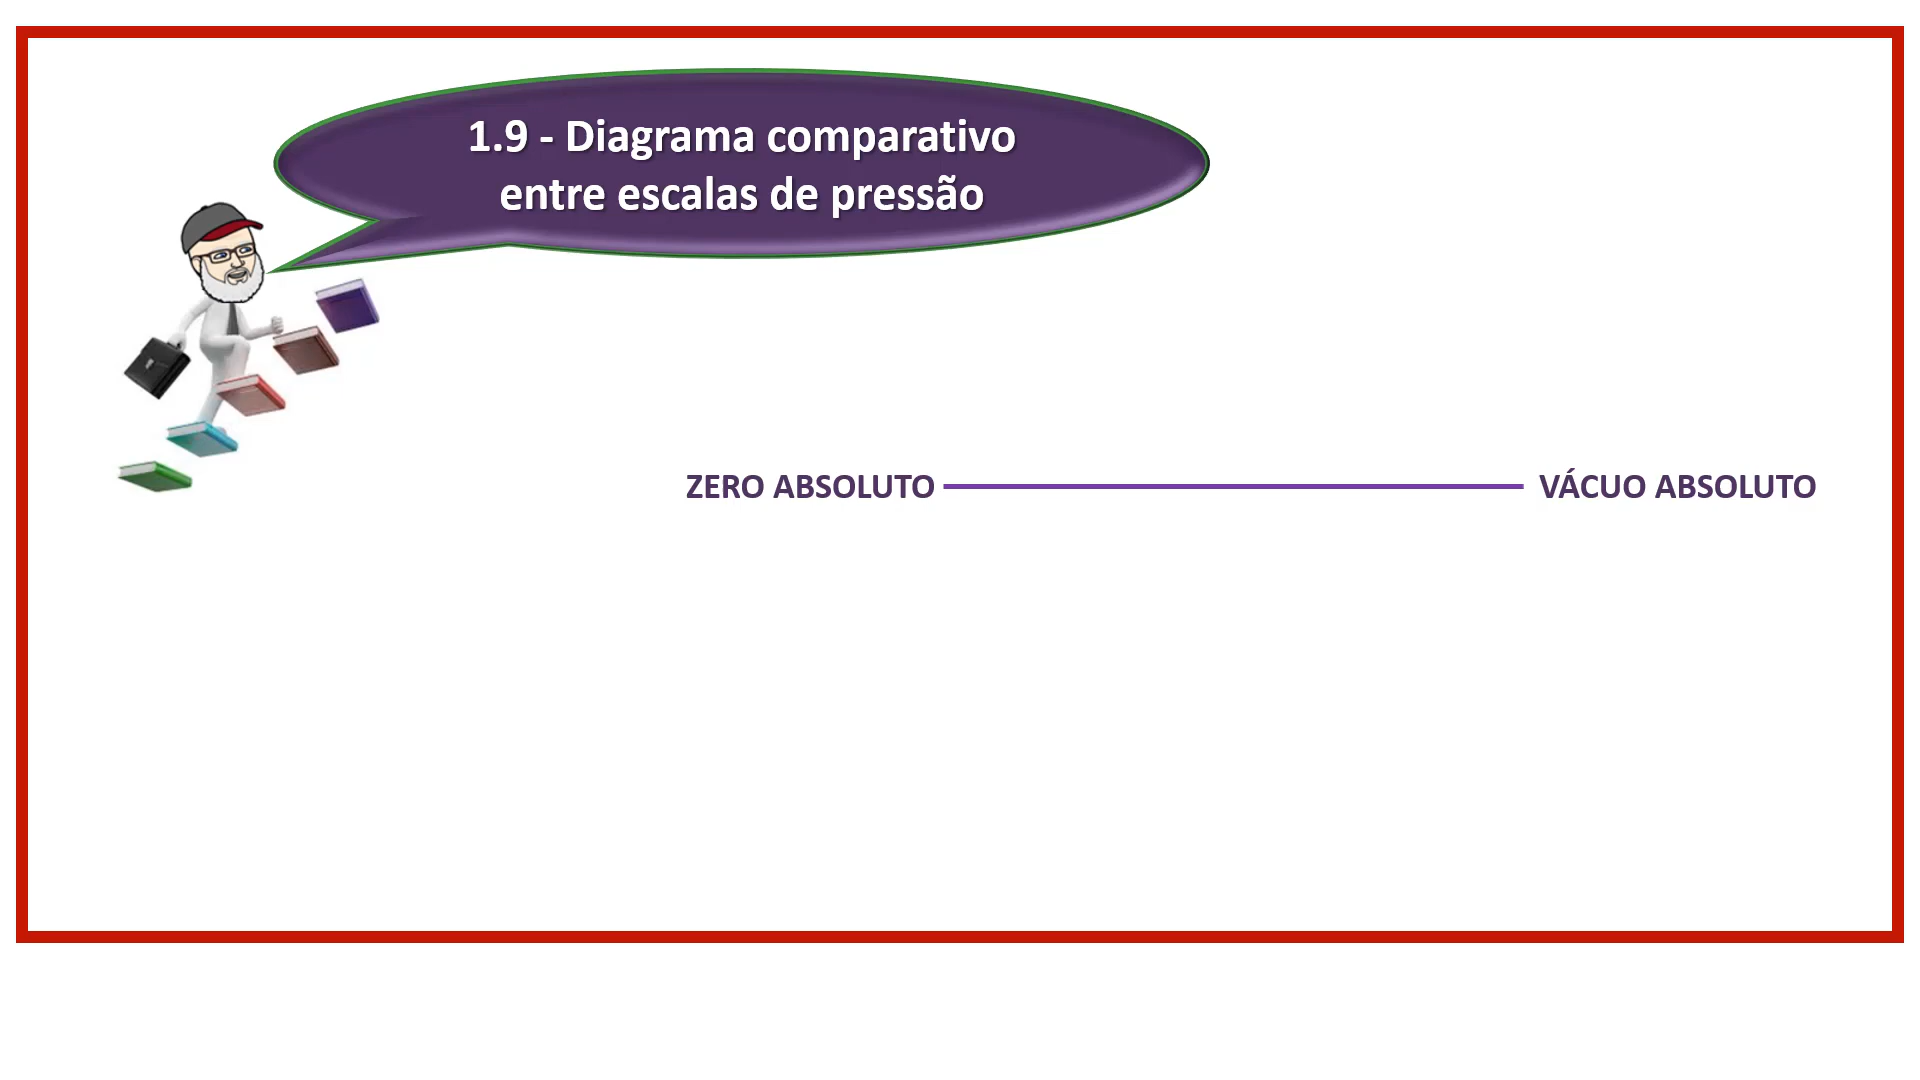 1.9 - Diagrama comparativo
entre escalas de pressão
ZERO ABSOLUTO VÁCUO ABSOLUTO